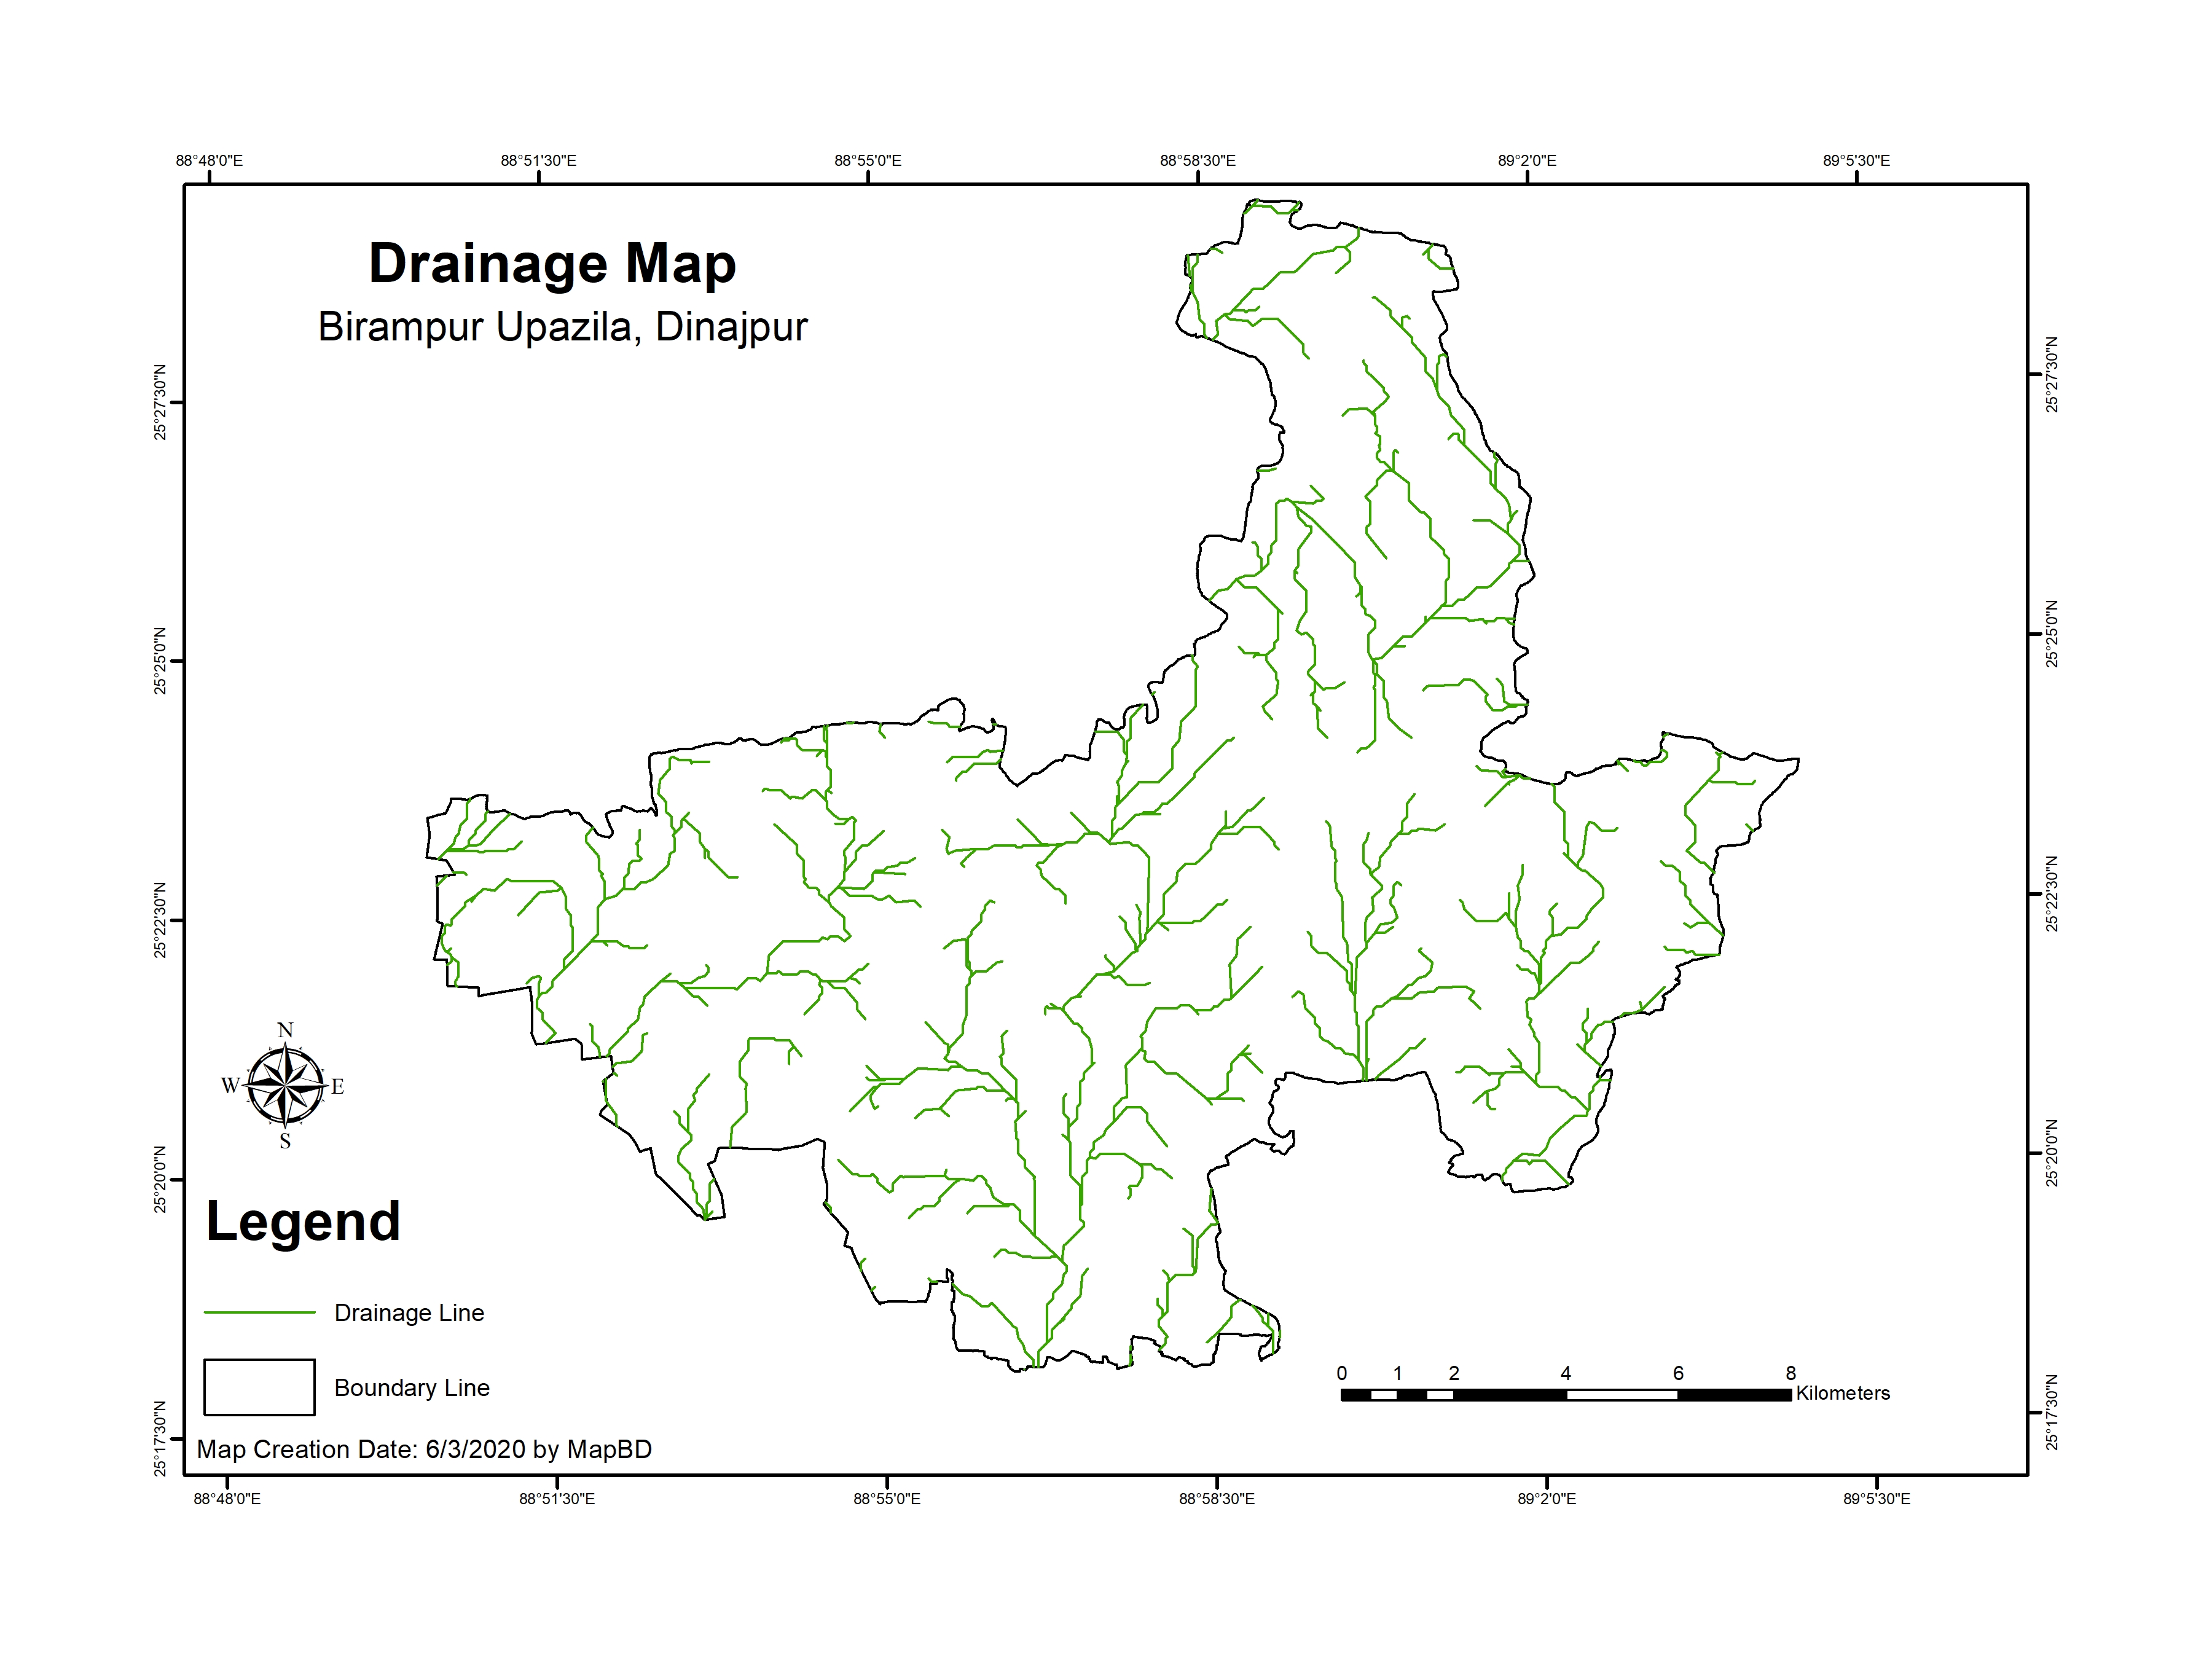 88°48'0"E 88°51'30"E 88°55'0"E 88°58'30"E 89°2'0"E 89°5'30"E
Drainage Map
Birampur Upazila, Dinajpur
25°27'30"N 25°27'30"N
25°25'0"N 25°25'0"N
25°22'30"N 25°22'30"N
N
W E
S
25°20'0"N 25°20'0"N
Legend
Drainage Line
0 1 2 4 6 8
Kilometers
Boundary Line
25°17'30"N 25°17'30"N
Map Creation Date: 6/3/2020 by MapBD
88°48'0"E 88°51'30"E 88°55'0"E 88°58'30"E 89°2'0"E 89°5'30"E